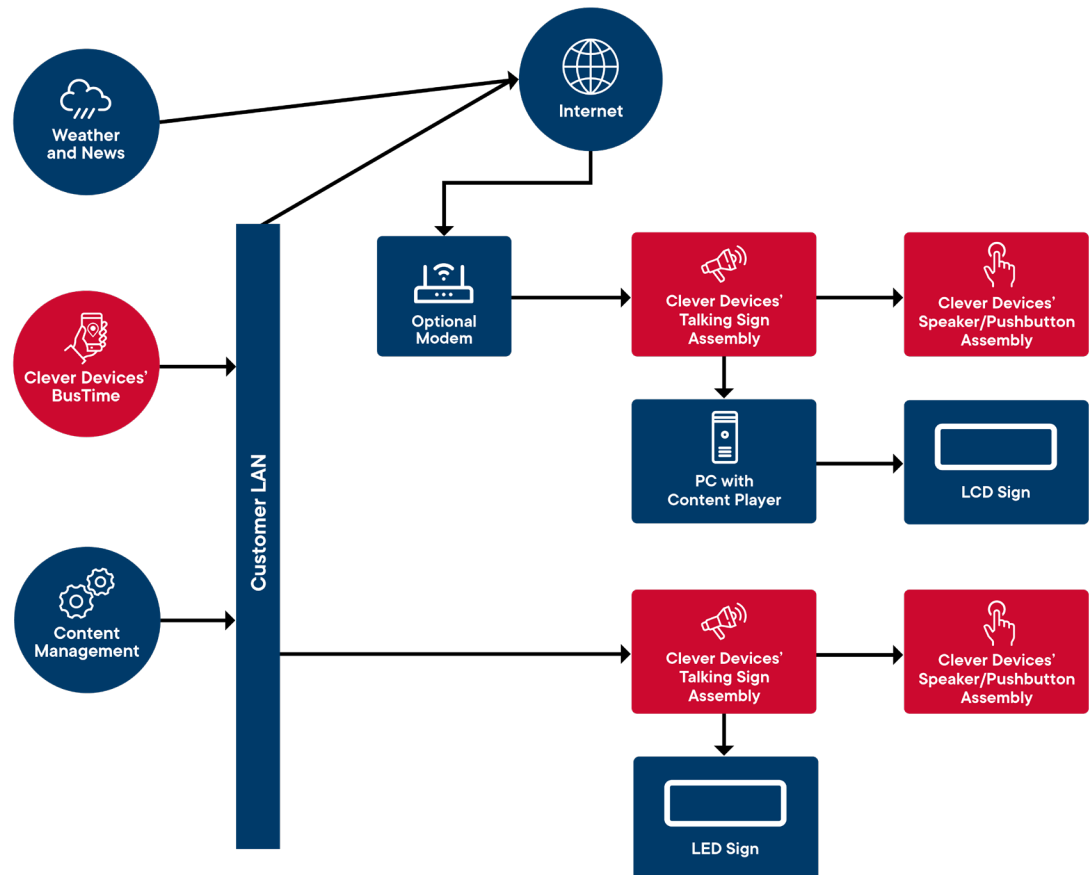 Internet
Weather
and News
Optional
Modem
Clever Devices’
Talking Sign
Assembly
Clever Devices’
Speaker/Pushbutton
Assembly
Clever Devices’
BusTime
Customer LAN
PC with
Content Player
LCD Sign
Content
Management
Clever Devices’
Talking Sign
Assembly
Clever Devices’
Speaker/Pushbutton
Assembly
LED Sign